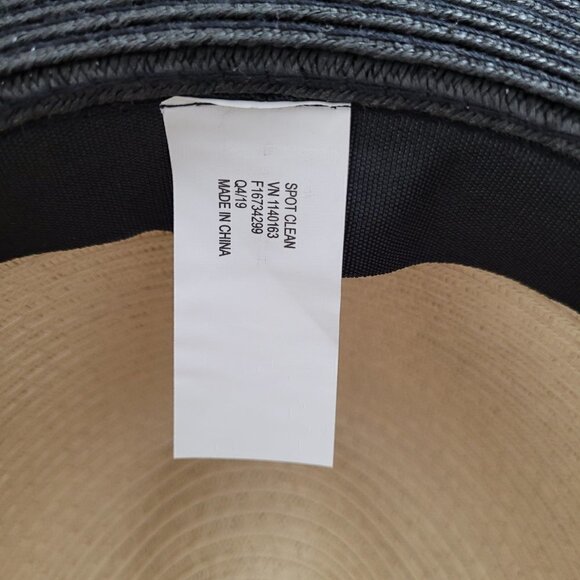 SPOT CLEAN
VN 1140163
F16734299
Q4/19
MADE IN CHINA